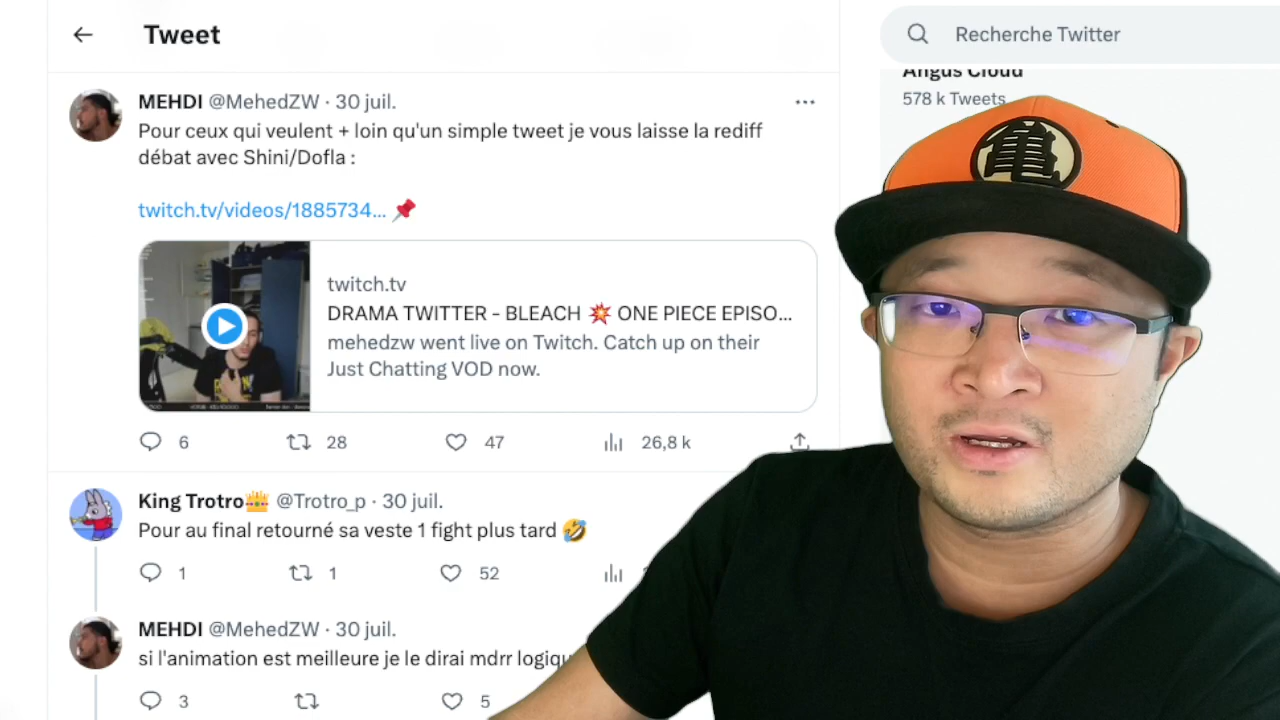 Tweet
Recherche Twitter
Angus Cloud
578 k Tweets
MEHDI @MehedZW · 30 juil.
Pour ceux qui veulent + loin qu'un simple tweet je vous laisse la rediff
débat avec Shini/Dofla :
twitch.tv/videos/1885734... 📌
twitch.tv
DRAMA TWITTER - BLEACH 💥 ONE PIECE EPISO...
mehedzw went live on Twitch. Catch up on their
Just Chatting VOD now.
6 28 47 26,8 k
亀
King Trotro👑 @Trotro_p · 30 juil.
Pour au final retourné sa veste 1 fight plus tard 🤣
1 1 52
MEHDI @MehedZW · 30 juil.
si l'animation est meilleure je le dirai mdrr
3 5